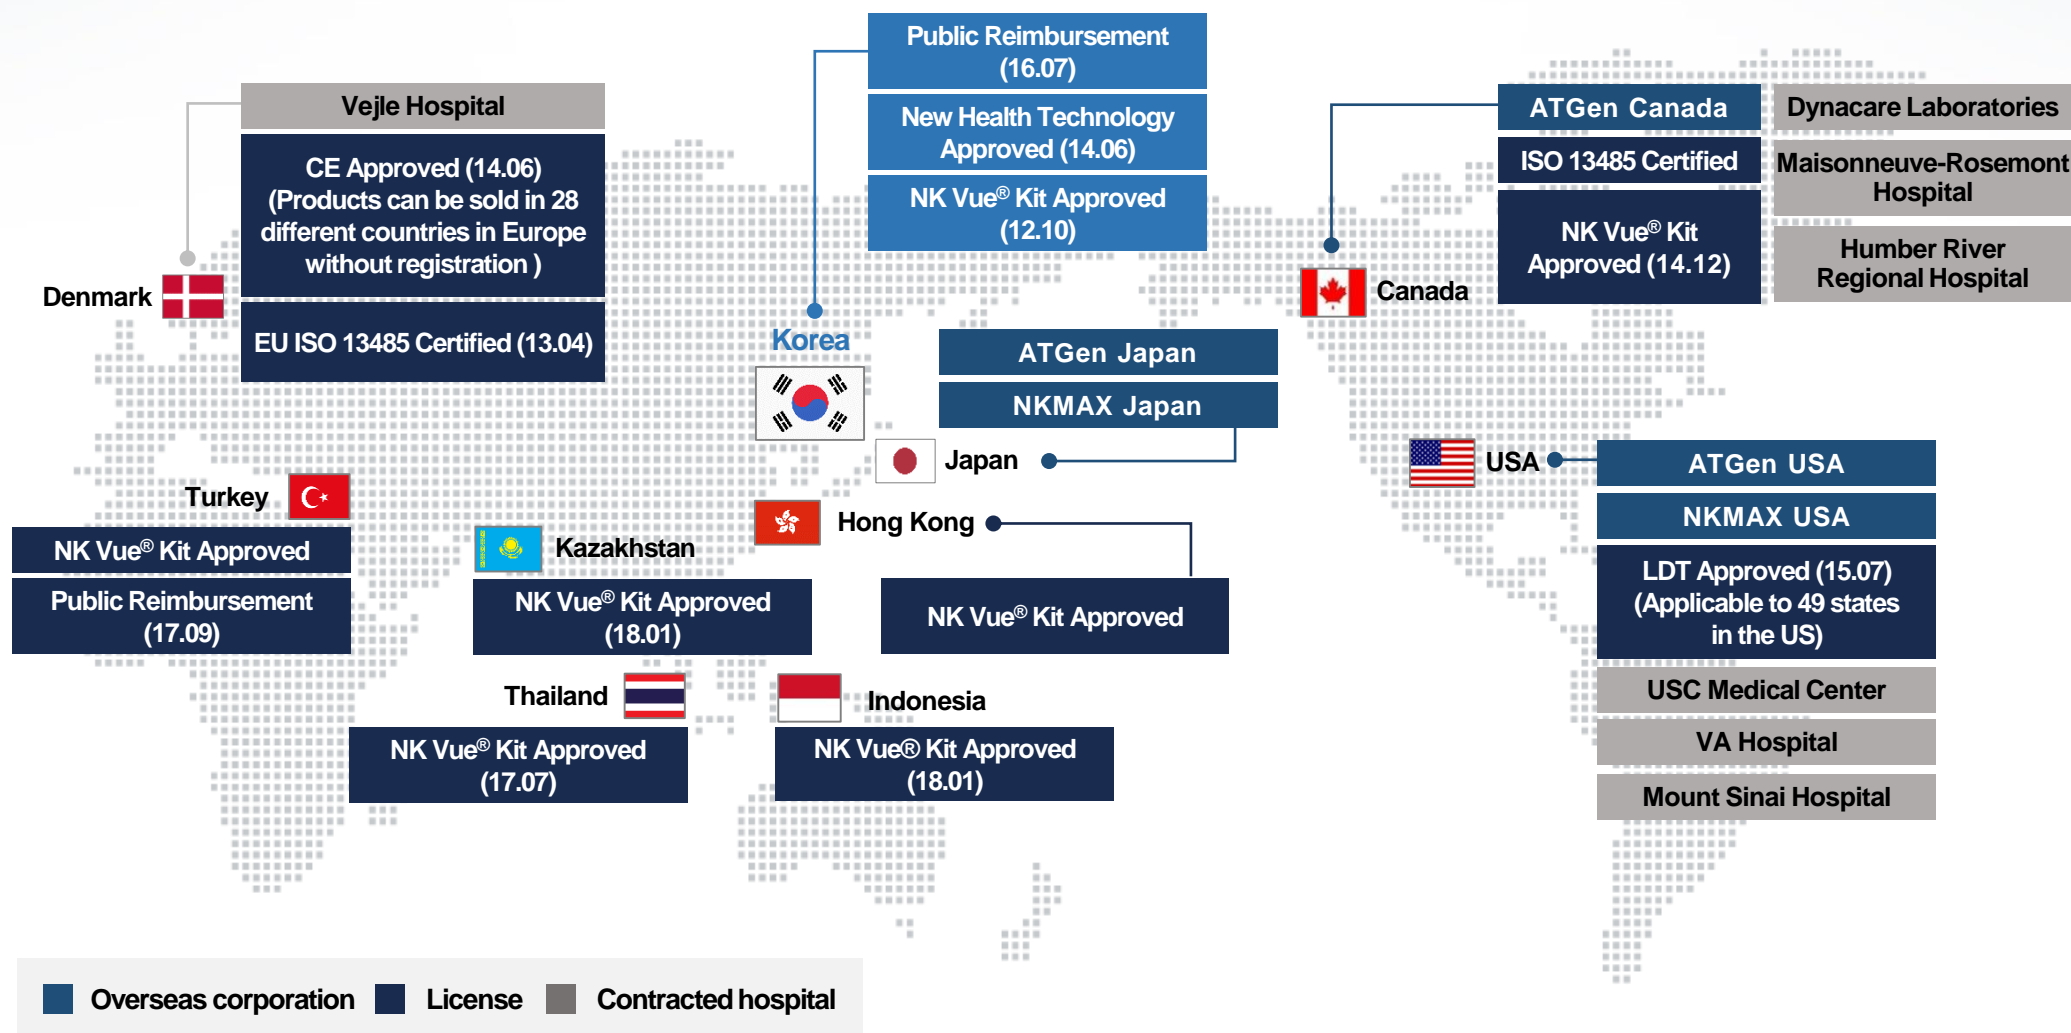 Public Reimbursement
(16.07)
New Health Technology
Approved (14.06)
NK Vue® Kit Approved
(12.10)
Korea
Vejle Hospital
CE Approved (14.06)
(Products can be sold in 28
different countries in Europe
without registration )
EU ISO 13485 Certified (13.04)
Denmark
ATGen Canada
ISO 13485 Certified
NK Vue® Kit
Approved (14.12)
Dynacare Laboratories
Maisonneuve-Rosemont
Hospital
Humber River
Regional Hospital
Canada
ATGen Japan
NKMAX Japan
Japan
USA
ATGen USA
NKMAX USA
LDT Approved (15.07)
(Applicable to 49 states
in the US)
USC Medical Center
VA Hospital
Mount Sinai Hospital
Turkey
NK Vue® Kit Approved
Public Reimbursement
(17.09)
Kazakhstan
NK Vue® Kit Approved
(18.01)
Hong Kong
NK Vue® Kit Approved
Thailand
NK Vue® Kit Approved
(17.07)
Indonesia
NK Vue® Kit Approved
(18.01)
Overseas corporation
License
Contracted hospital